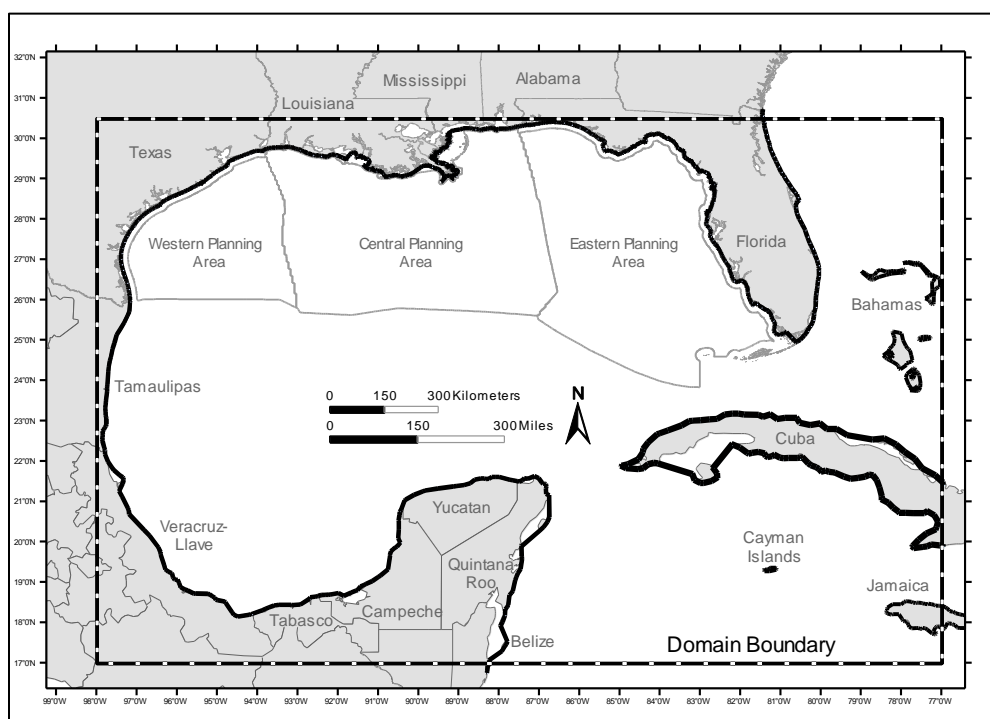 32°0'N
31°0'N
30°0'N
29°0'N
28°0'N
27°0'N
26°0'N
25°0'N
24°0'N
23°0'N
22°0'N
21°0'N
20°0'N
19°0'N
18°0'N
17°0'N
Mississippi
Alabama
Louisiana
Texas
Western Planning
Area
Central Planning
Area
Eastern Planning
Area
Florida
Bahamas
Tamaulipas
0 150 300 Kilometers
0 150 300 Miles
N
Cuba
Yucatan
Veracruz-
Llave
Cayman
Islands
Quintana-
Roo
Jamaica
Campeche
Tabasco
Belize
Domain Boundary
99°0'W 98°0'W 97°0'W 96°0'W 95°0'W 94°0'W 93°0'W 92°0'W 91°0'W 90°0'W 89°0'W 88°0'W 87°0'W 86°0'W 85°0'W 84°0'W 83°0'W 82°0'W 81°0'W 80°0'W 79°0'W 78°0'W 77°0'W